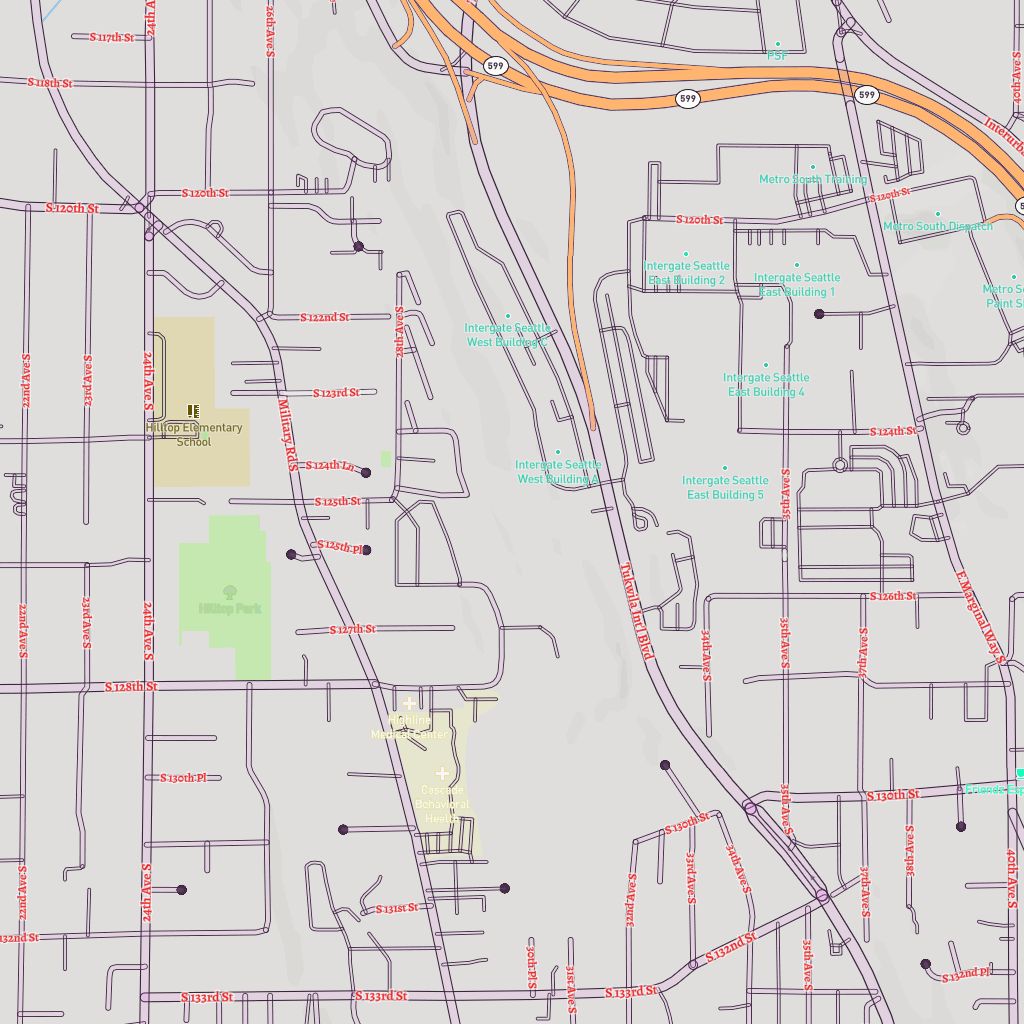 24th A
26th Ave S
S 117th St
599
PSF
40th Ave S
S 118th St
599
599
Interurba
S 120th St
S 120th St
Metro South Training
S 120th St
S 120th St
Metro South Dispatch
Intergate Seattle
East Building 2
Intergate Seattle
East Building 1
Metro So
Paint S
S 122nd St
28th Ave S
Intergate Seattle
West Building C
22nd Ave S
23rd Ave S
24th Ave S
Intergate Seattle
East Building 4
S 123rd St
Military Rd S
Hilltop Elementary
School
S 124th St
S 124th Ln
Intergate Seattle
West Building A
Intergate Seattle
East Building 5
35th Ave S
S 125th St
S 125th Pl
Tukwila Int'l Blvd
E Marginal Way S
Hilltop Park
S 126th St
22nd Ave S
23rd Ave S
24th Ave S
S 127th St
34th Ave S
35th Ave S
37th Ave S
S 128th St
Highline
Medical Center
S 130th Pl
Cascade
Behavioral
Health
Friends Esp
S 130th St
S 130th St
35th Ave S
22nd Ave S
24th Ave S
32nd Ave S
33rd Ave S
34th Ave S
37th Ave S
38th Ave S
40th Ave S
S 131st St
132nd St
S 132nd St
30th Pl S
31st Ave S
35th Ave S
S 132nd Pl
S 133rd St
S 133rd St
S 133rd St